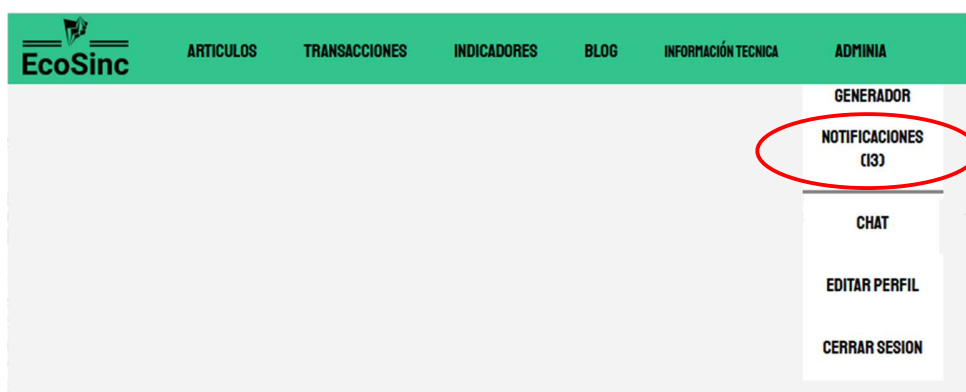 EcoSinc
ARTICULOS
TRANSACCIONES
INDICADORES
BLOG
INFORMACIÓN TECNICA
ADMINIA
GENERADOR
NOTIFICACIONES
(13)
CHAT
EDITAR PERFIL
CERRAR SESION